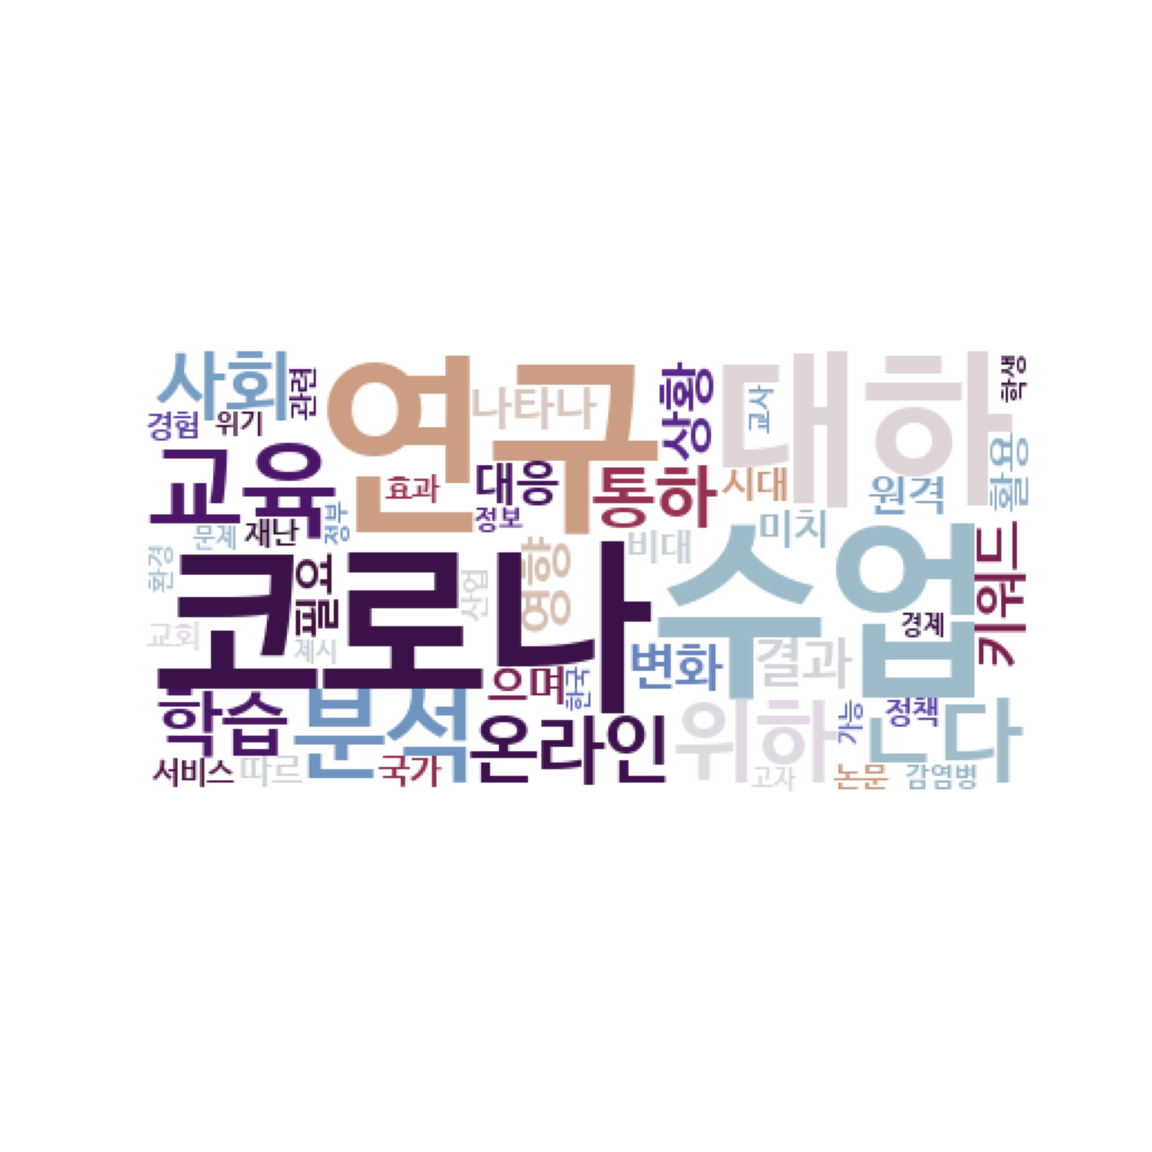 사회
관련
연구
나타나
상황
대하
교사
학생
경험
위기
교육
효과
대응
통하
시대
원격
활용
정보
문제
재난
정부
영향
비대
미치
환경
코로나
필요
산업
수업
경제
키워드
교회
제시
으며
한국
변화
결과
학습
분석
온라인
위하
가능
정책
ㄴ다
서비스
따르
국가
고자
논문
감염병